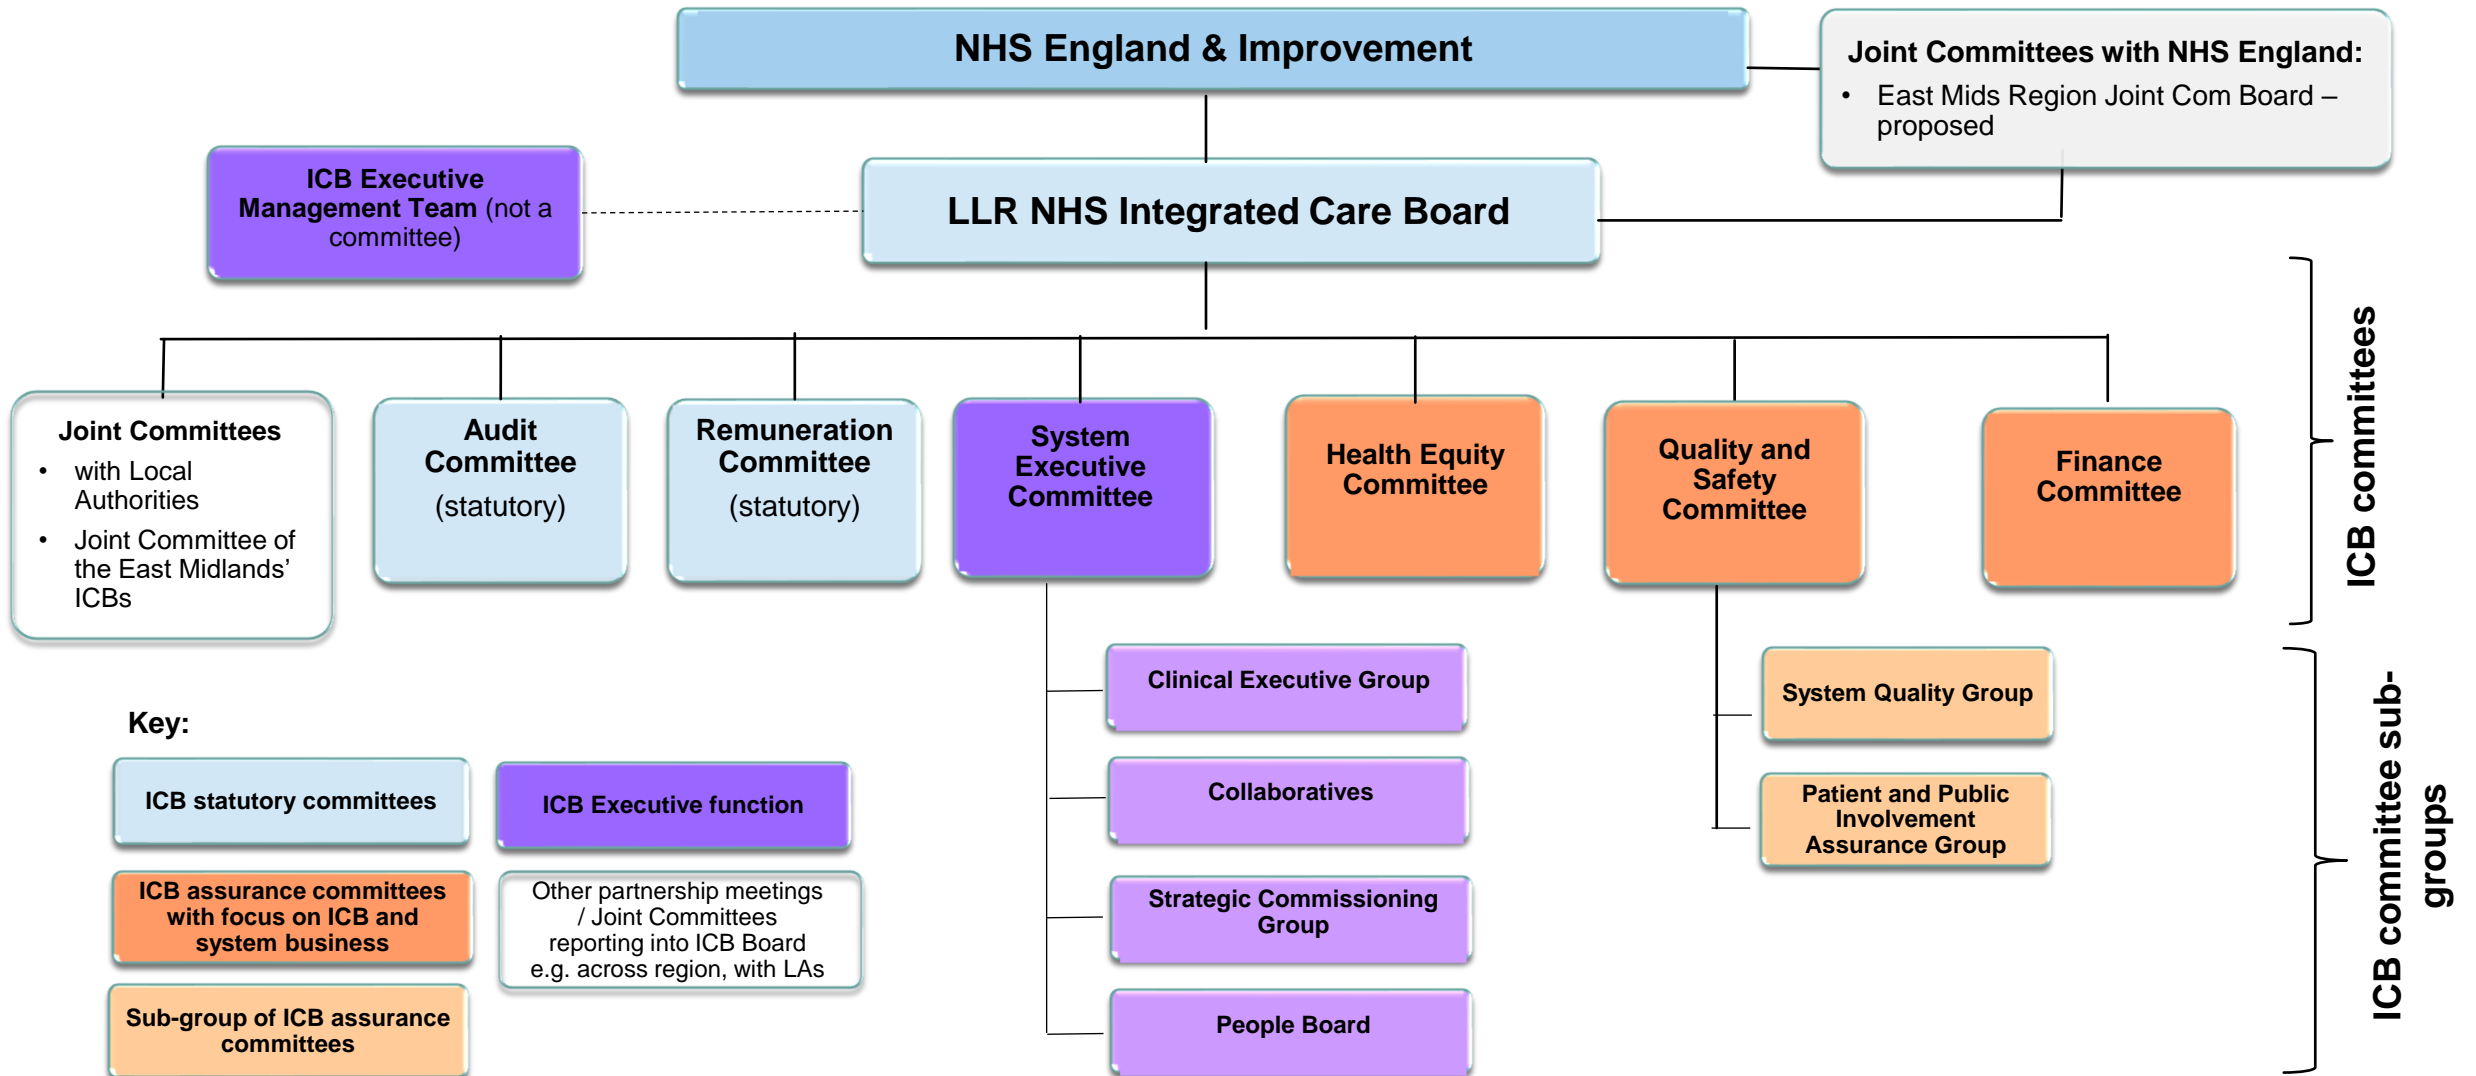 NHS England & Improvement
Joint Committees with NHS England:
• East Mids Region Joint Com Board –
proposed
ICB Executive
Management Team (not a
committee)
LLR NHS Integrated Care Board
ICB committees
Joint Committees
• with Local
Authorities
• Joint Committee of
the East Midlands'
ICBs
Audit
Committee
(statutory)
Remuneration
Committee
(statutory)
System
Executive
Committee
Health Equity
Committee
Quality and
Safety
Committee
Finance
Committee
Clinical Executive Group
Collaboratives
Strategic Commissioning
Group
People Board
System Quality Group
Patient and Public
Involvement
Assurance Group
ICB committee sub-
groups
Key:
ICB statutory committees
ICB Executive function
ICB assurance committees
with focus on ICB and
system business
Other partnership meetings
/ Joint Committees
reporting into ICB Board
e.g. across region, with LAs
Sub-group of ICB assurance
committees